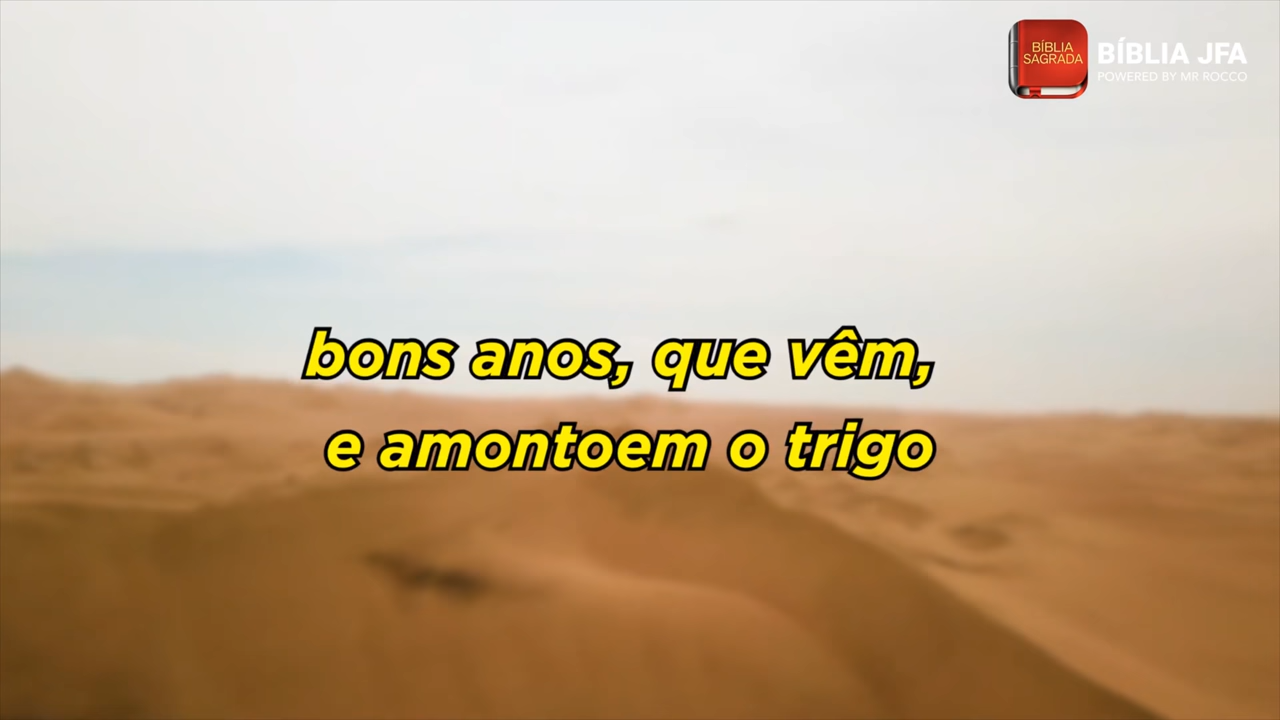 BÍBLIA
SAGRADA
BÍBLIA JFA
POWERED BY MR ROCCO
bons anos, que vêm,
e amontoem o trigo